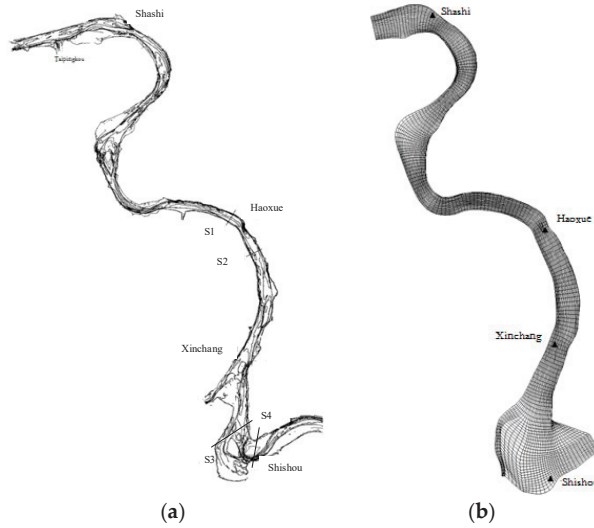 Shashi
Taipingkou
Haoxue
S1
S2
Xinchang
S4
S3
Shishou
(a)
Shashi
Haoxue
Xinchang
Shishou
(b)